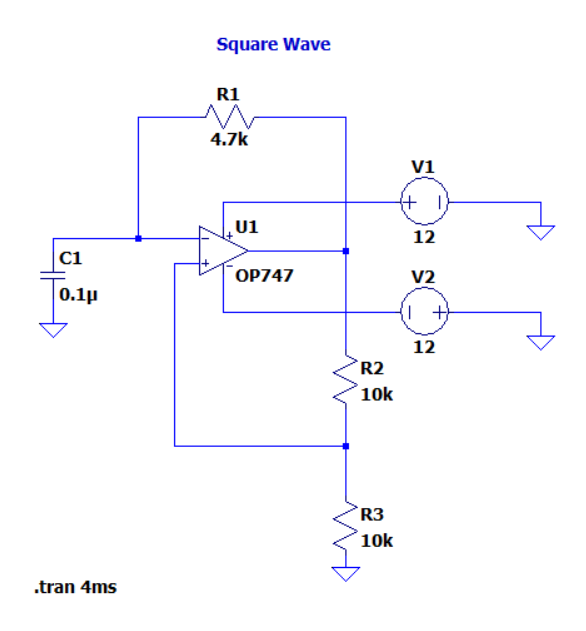 Square Wave
R1
4.7k
V1
12
U1
OP747
C1
0.1µ
V2
12
R2
10k
R3
10k
.tran 4ms